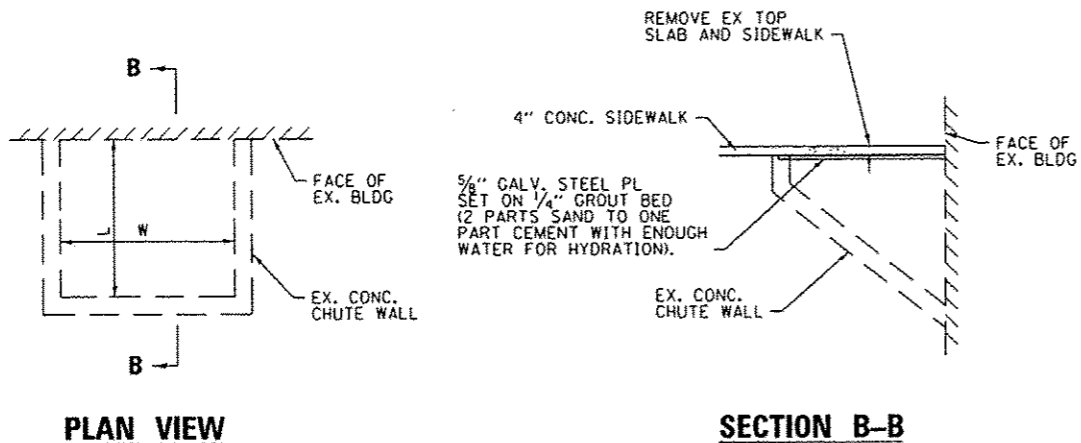 B
FACE OF
EX. BLDG
W
L
EX. CONC.
CHUTE WALL
B
PLAN VIEW
REMOVE EX TOP
SLAB AND SIDEWALK
4" CONC. SIDEWALK
FACE OF
EX. BLDG
5/8" GALV. STEEL PL
SET ON 1/4" GROUT BED
(2 PARTS SAND TO ONE
PART CEMENT WITH ENOUGH
WATER FOR HYDRATION).
EX. CONC.
CHUTE WALL
SECTION B-B